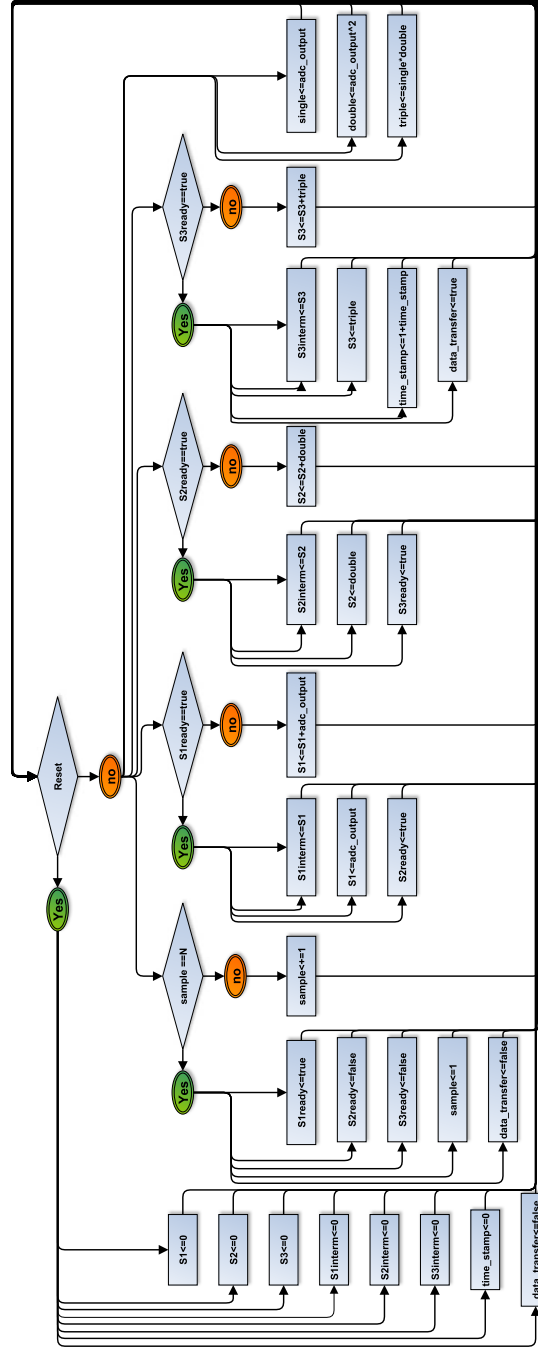 Reset
Yes
no
S1<=0
S2<=0
S3<=0
S1interm<=0
S2interm<=0
S3interm<=0
time_stamp<=0
data_transfer<=false
sample ==N
Yes
no
S1ready<=true
S2ready<=false
S3ready<=false
sample<=1
data_transfer<=false
sample<+=1
S1ready==true
Yes
no
S1interm<=S1
S1<=adc_output
S2ready<=true
S1<=S1+adc_output
S2ready==true
Yes
no
S2interm<=S2
S2<=double
S3ready<=true
S2<=S2+double
S3ready==true
Yes
no
S3interm<=S3
S3<=triple
time_stamp<=1+time_stamp
data_transfer<=true
S3<=S3+triple
single<=adc_output
double<=adc_output^2
triple<=single*double